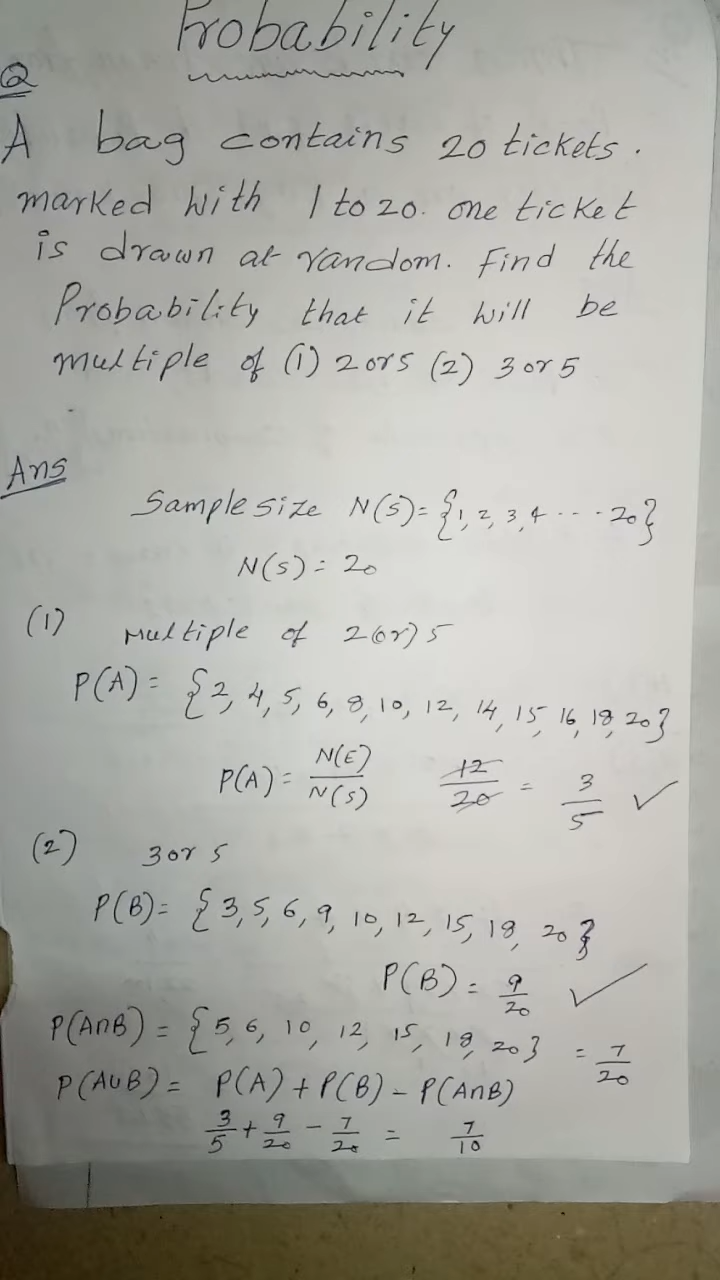 Probability
Q
A bag contains 20 tickets.
marked with 1 to 20. one ticket
is drawn at random. Find the
Probability that it will be
multiple of (1) 2 or 5 (2) 3 or 5
Ans
Sample size N(S)= {1, 2, 3, 4 ---- 20}
N(S) = 20
(1) Multiple of 2(or) 5
P(A) = {2, 4, 5, 6, 8, 10, 12, 14, 15, 16, 18, 20}
P(A) = N(E)/N(S) 12/20 = 3/5 ✓
(2) 3 or 5
P(B) = {3, 5, 6, 9, 10, 12, 15, 18, 20}
P(B) = 9/20 ✓
P(A∩B) = {5, 6, 10, 12, 15, 18, 20} = 7/20
P(A∪B) = P(A) + P(B) - P(A∩B)
3/5 + 9/20 - 7/20 = 7/10